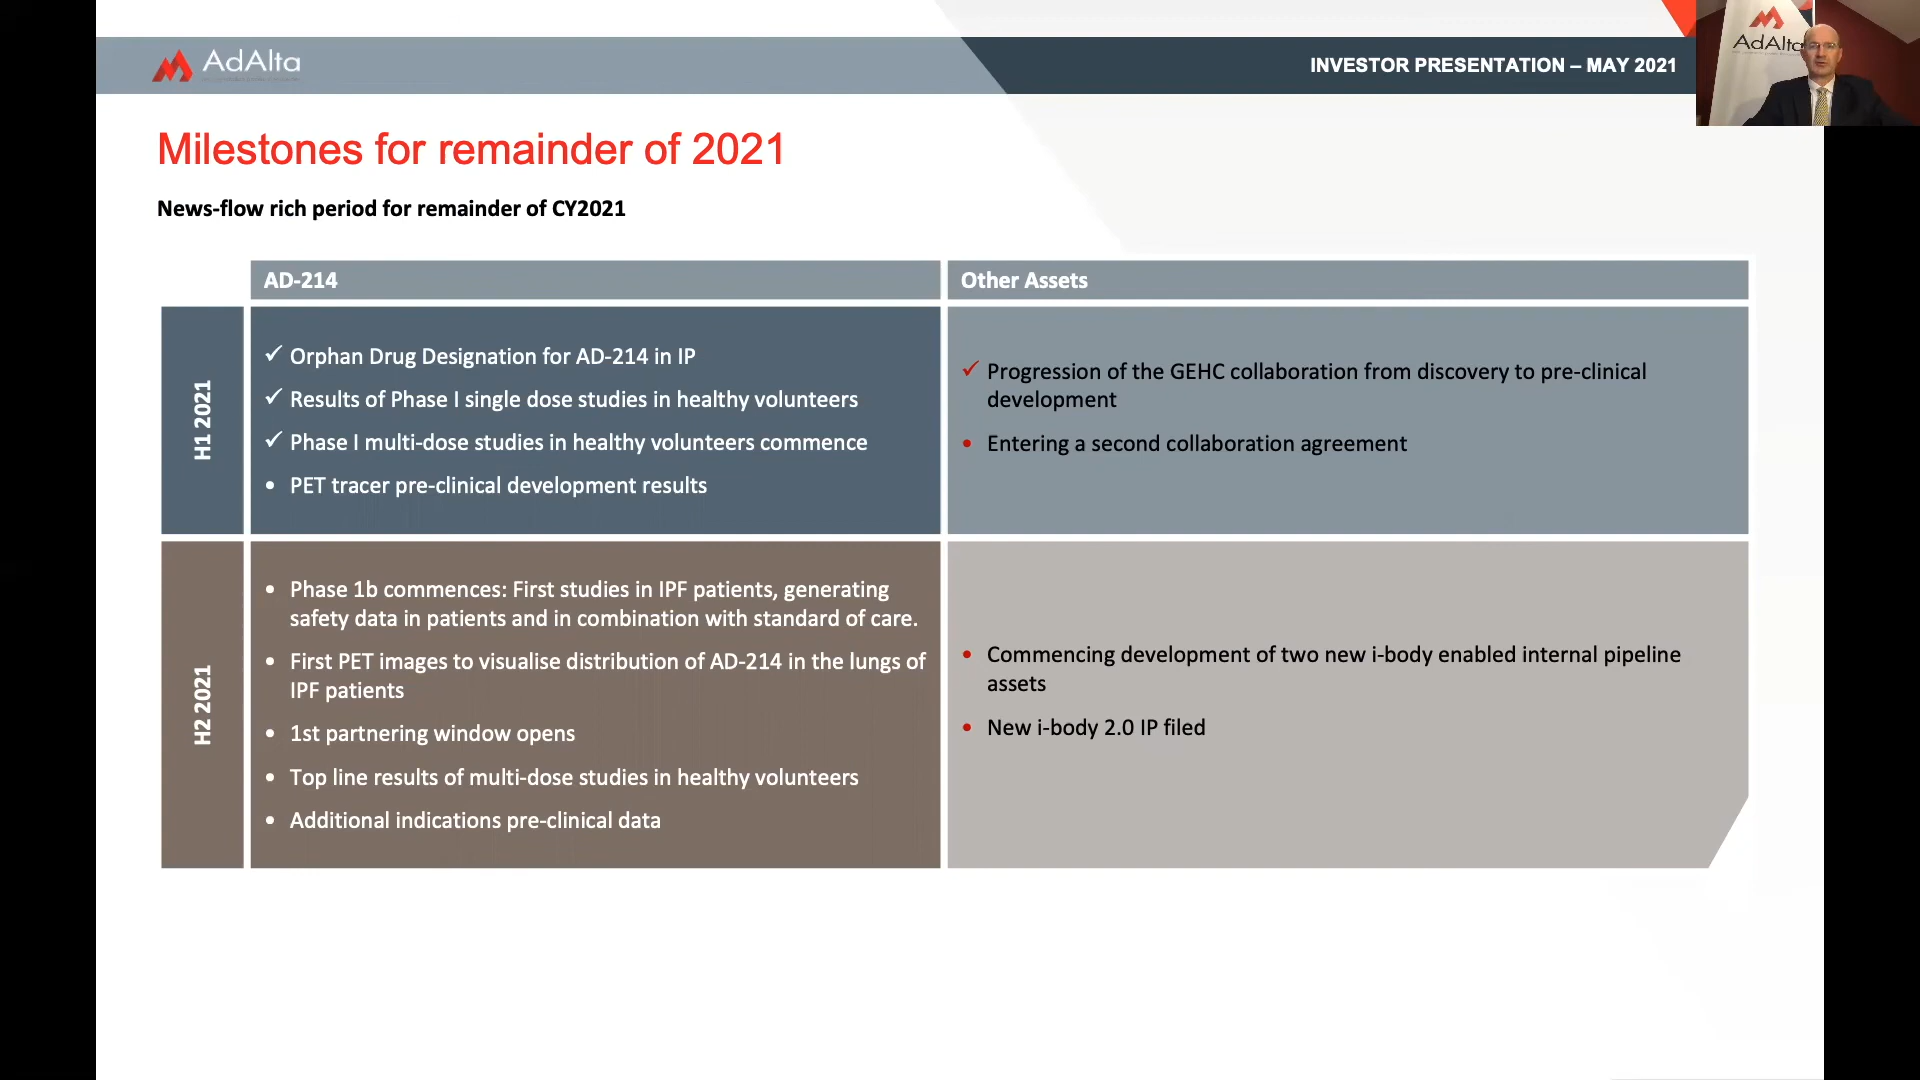 AdAlta
INVESTOR PRESENTATION – MAY 2021
AdAlta
Milestones for remainder of 2021
News-flow rich period for remainder of CY2021
AD-214
Other Assets
H1 2021
✓ Orphan Drug Designation for AD-214 in IP
✓ Results of Phase I single dose studies in healthy volunteers
✓ Phase I multi-dose studies in healthy volunteers commence
• PET tracer pre-clinical development results
✓ Progression of the GEHC collaboration from discovery to pre-clinical
development
• Entering a second collaboration agreement
H2 2021
• Phase 1b commences: First studies in IPF patients, generating
safety data in patients and in combination with standard of care.
• First PET images to visualise distribution of AD-214 in the lungs of
IPF patients
• 1st partnering window opens
• Top line results of multi-dose studies in healthy volunteers
• Additional indications pre-clinical data
• Commencing development of two new i-body enabled internal pipeline
assets
• New i-body 2.0 IP filed